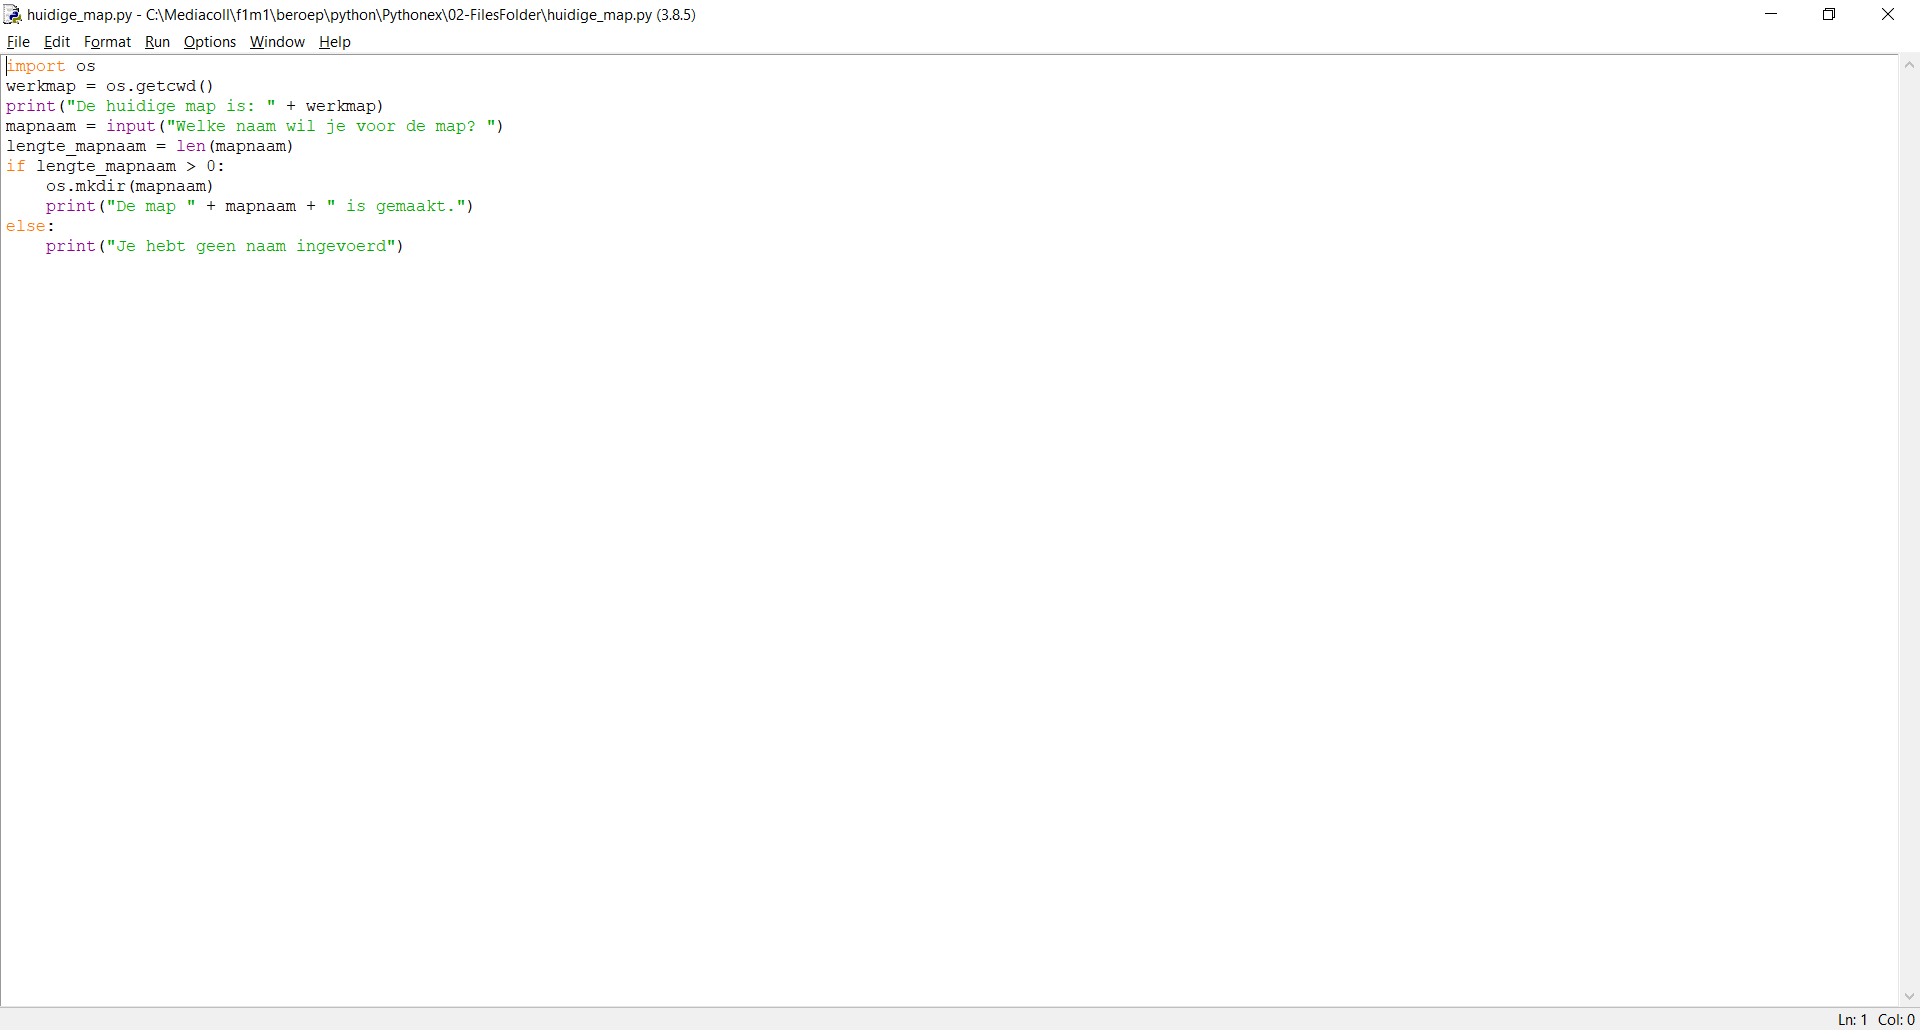 huidige_map.py - C:\Mediacoll\f1m1\beroep\python\Pythonex\02-FilesFolder\huidige_map.py (3.8.5)
File Edit Format Run Options Window Help
import os
werkmap = os.getcwd()
print("De huidige map is: " + werkmap)
mapnaam = input("Welke naam wil je voor de map? ")
lengte_mapnaam = len(mapnaam)
if lengte_mapnaam > 0:
    os.mkdir(mapnaam)
    print("De map " + mapnaam + " is gemaakt.")
else:
    print("Je hebt geen naam ingevoerd")
Ln: 1 Col: 0